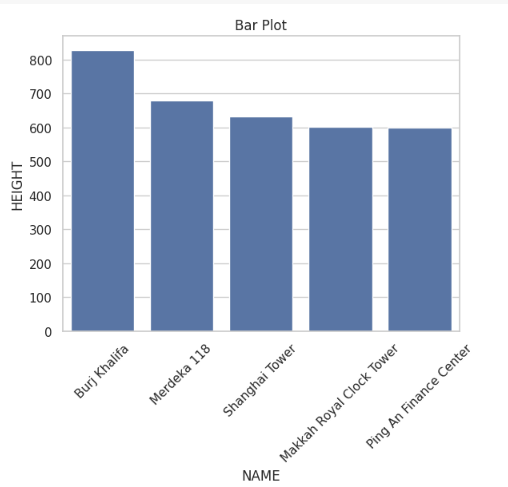 Bar Plot
HEIGHT
800
700
600
500
400
300
200
100
0
Burj Khalifa
Merdeka 118
Shanghai Tower
Makkah Royal Clock Tower
Ping An Finance Center
NAME